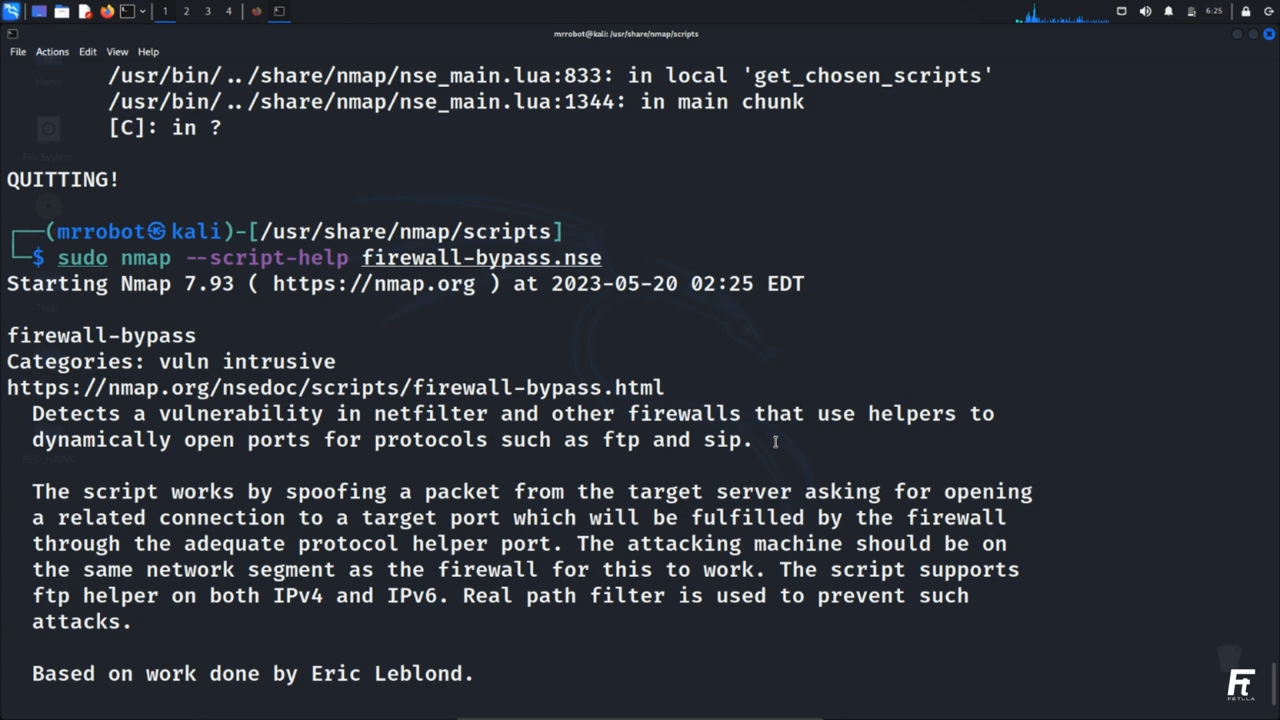 1 2 3 4 6:25
mrrobot@kali: /usr/share/nmap/scripts
File Actions Edit View Help
/usr/bin/../share/nmap/nse_main.lua:833: in local 'get_chosen_scripts'
/usr/bin/../share/nmap/nse_main.lua:1344: in main chunk
[C]: in ?
QUITTING!
┌──(mrrobot㉿kali)-[/usr/share/nmap/scripts]
└─$ sudo nmap --script-help firewall-bypass.nse
Starting Nmap 7.93 ( https://nmap.org ) at 2023-05-20 02:25 EDT
firewall-bypass
Categories: vuln intrusive
https://nmap.org/nsedoc/scripts/firewall-bypass.html
Detects a vulnerability in netfilter and other firewalls that use helpers to
dynamically open ports for protocols such as ftp and sip.
The script works by spoofing a packet from the target server asking for opening
a related connection to a target port which will be fulfilled by the firewall
through the adequate protocol helper port. The attacking machine should be on
the same network segment as the firewall for this to work. The script supports
ftp helper on both IPv4 and IPv6. Real path filter is used to prevent such
attacks.
Based on work done by Eric Leblond.
Ft
FETLLA